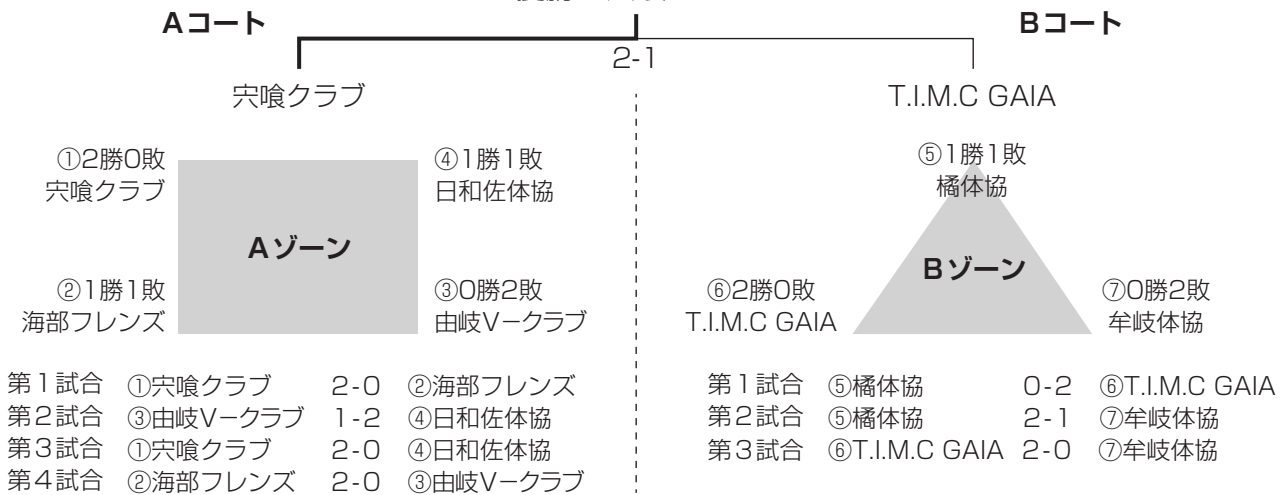 Aコート
Bコート
2-1
宍喰クラブ
T.I.M.C GAIA
①2勝0敗
宍喰クラブ
④1勝1敗
日和佐体協
Aゾーン
②1勝1敗
海部フレンズ
③0勝2敗
由岐V−クラブ
⑤1勝1敗
橘体協
Bゾーン
⑥2勝0敗
T.I.M.C GAIA
⑦0勝2敗
牟岐体協
第1試合 ①宍喰クラブ 2-0 ②海部フレンズ
第2試合 ③由岐V−クラブ 1-2 ④日和佐体協
第3試合 ①宍喰クラブ 2-0 ④日和佐体協
第4試合 ②海部フレンズ 2-0 ③由岐V−クラブ
第1試合 ⑤橘体協 0-2 ⑥T.I.M.C GAIA
第2試合 ⑤橘体協 2-1 ⑦牟岐体協
第3試合 ⑥T.I.M.C GAIA 2-0 ⑦牟岐体協